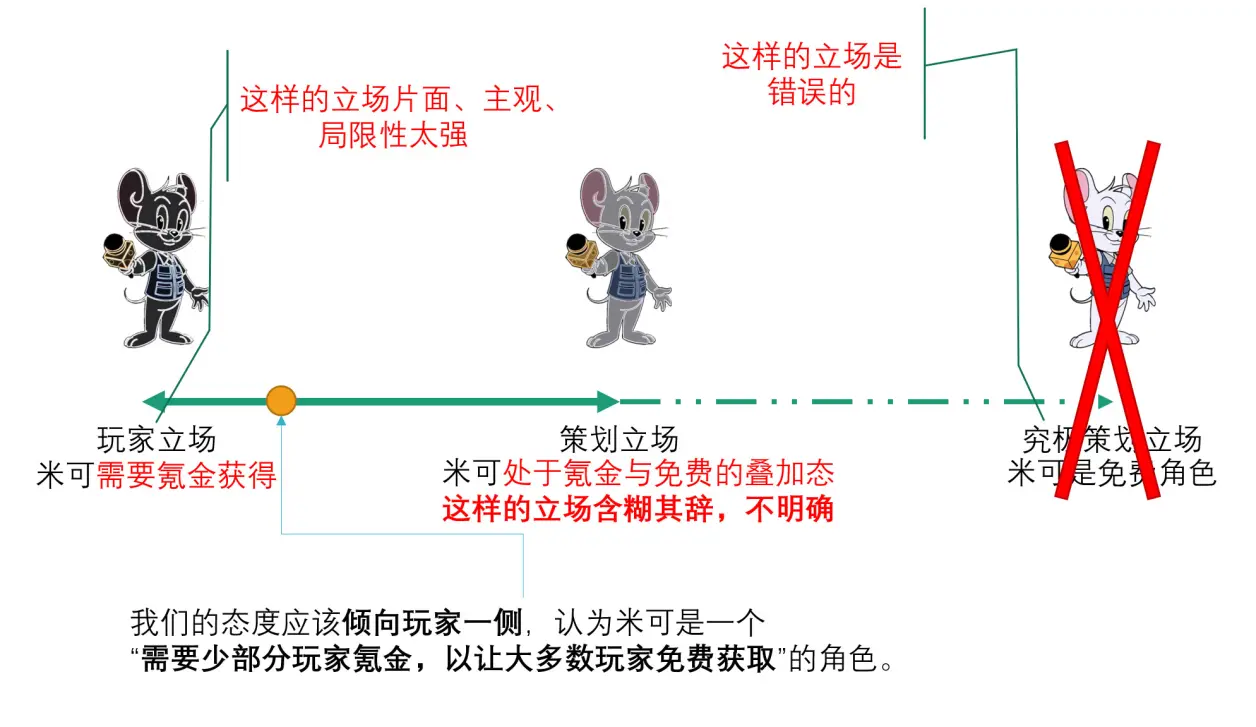 这样的立场片面、主观、
局限性太强
这样的立场是
错误的
玩家立场
米可需要氪金获得
策划立场
米可处于氪金与免费的叠加态
这样的立场含糊其辞，不明确
究极策划立场
米可是免费角色
我们的态度应该倾向玩家一侧，认为米可是一个
“需要少部分玩家氪金，以让大多数玩家免费获取”的角色。